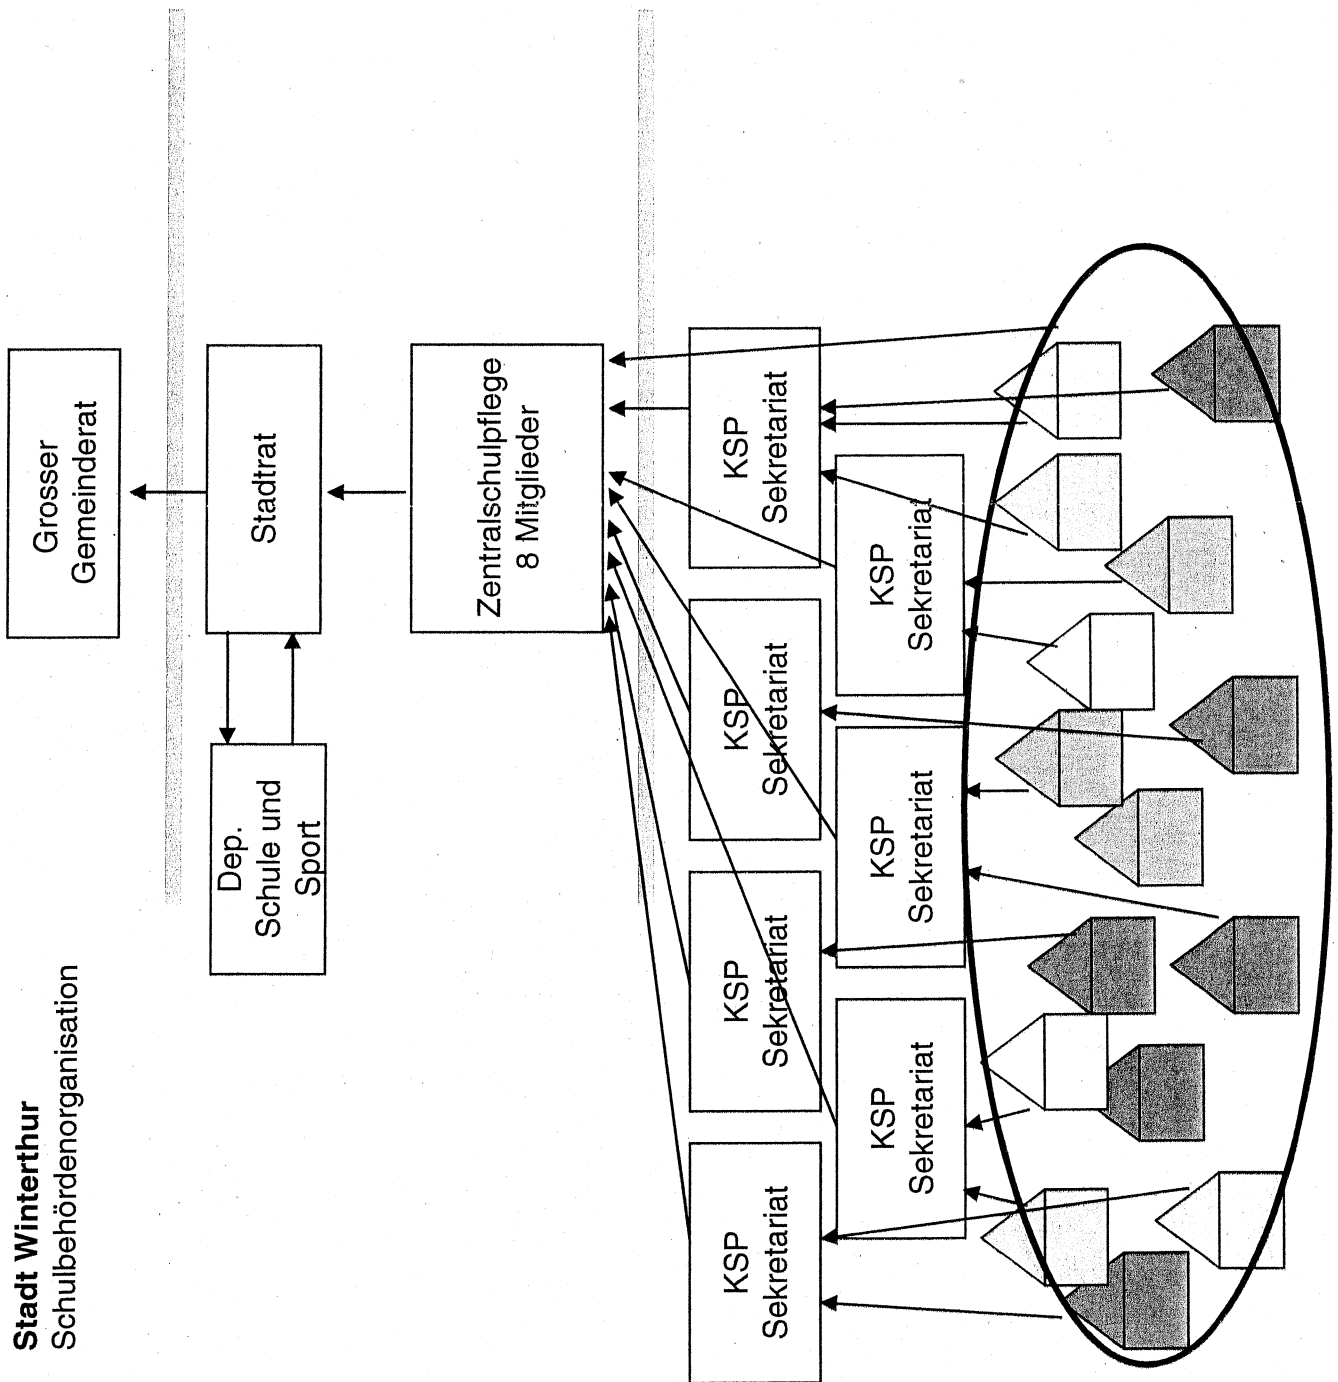 Stadt Winterthur
Schulbehördenorganisation
Grosser
Gemeinderat
Dep.
Schule und
Sport
Stadtrat
Zentralschulpflege
8 Mitglieder
KSP
Sekretariat
KSP
Sekretariat
KSP
Sekretariat
KSP
Sekretariat
KSP
Sekretariat
KSP
Sekretariat
KSP
Sekretariat